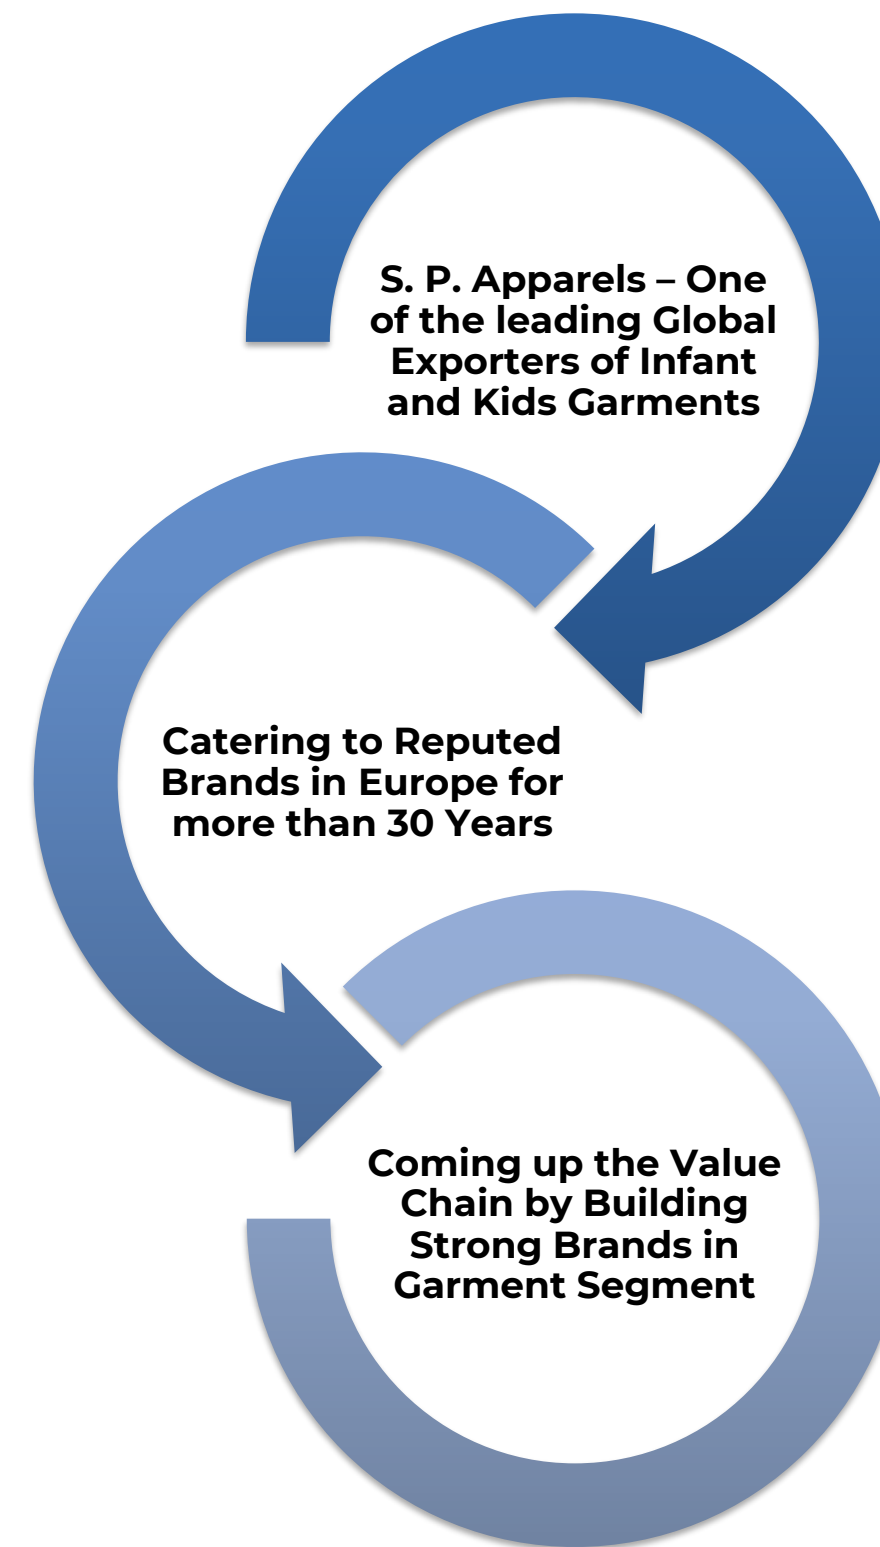 S. P. Apparels – One
of the leading Global
Exporters of Infant
and Kids Garments
Catering to Reputed
Brands in Europe for
more than 30 Years
Coming up the Value
Chain by Building
Strong Brands in
Garment Segment